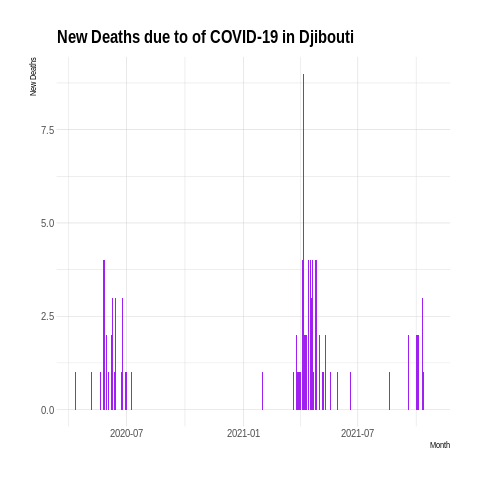 New Deaths due to of COVID-19 in Djibouti
New Deaths
7.5
5.0
2.5
0.0
2020-07
2021-01
2021-07
Month